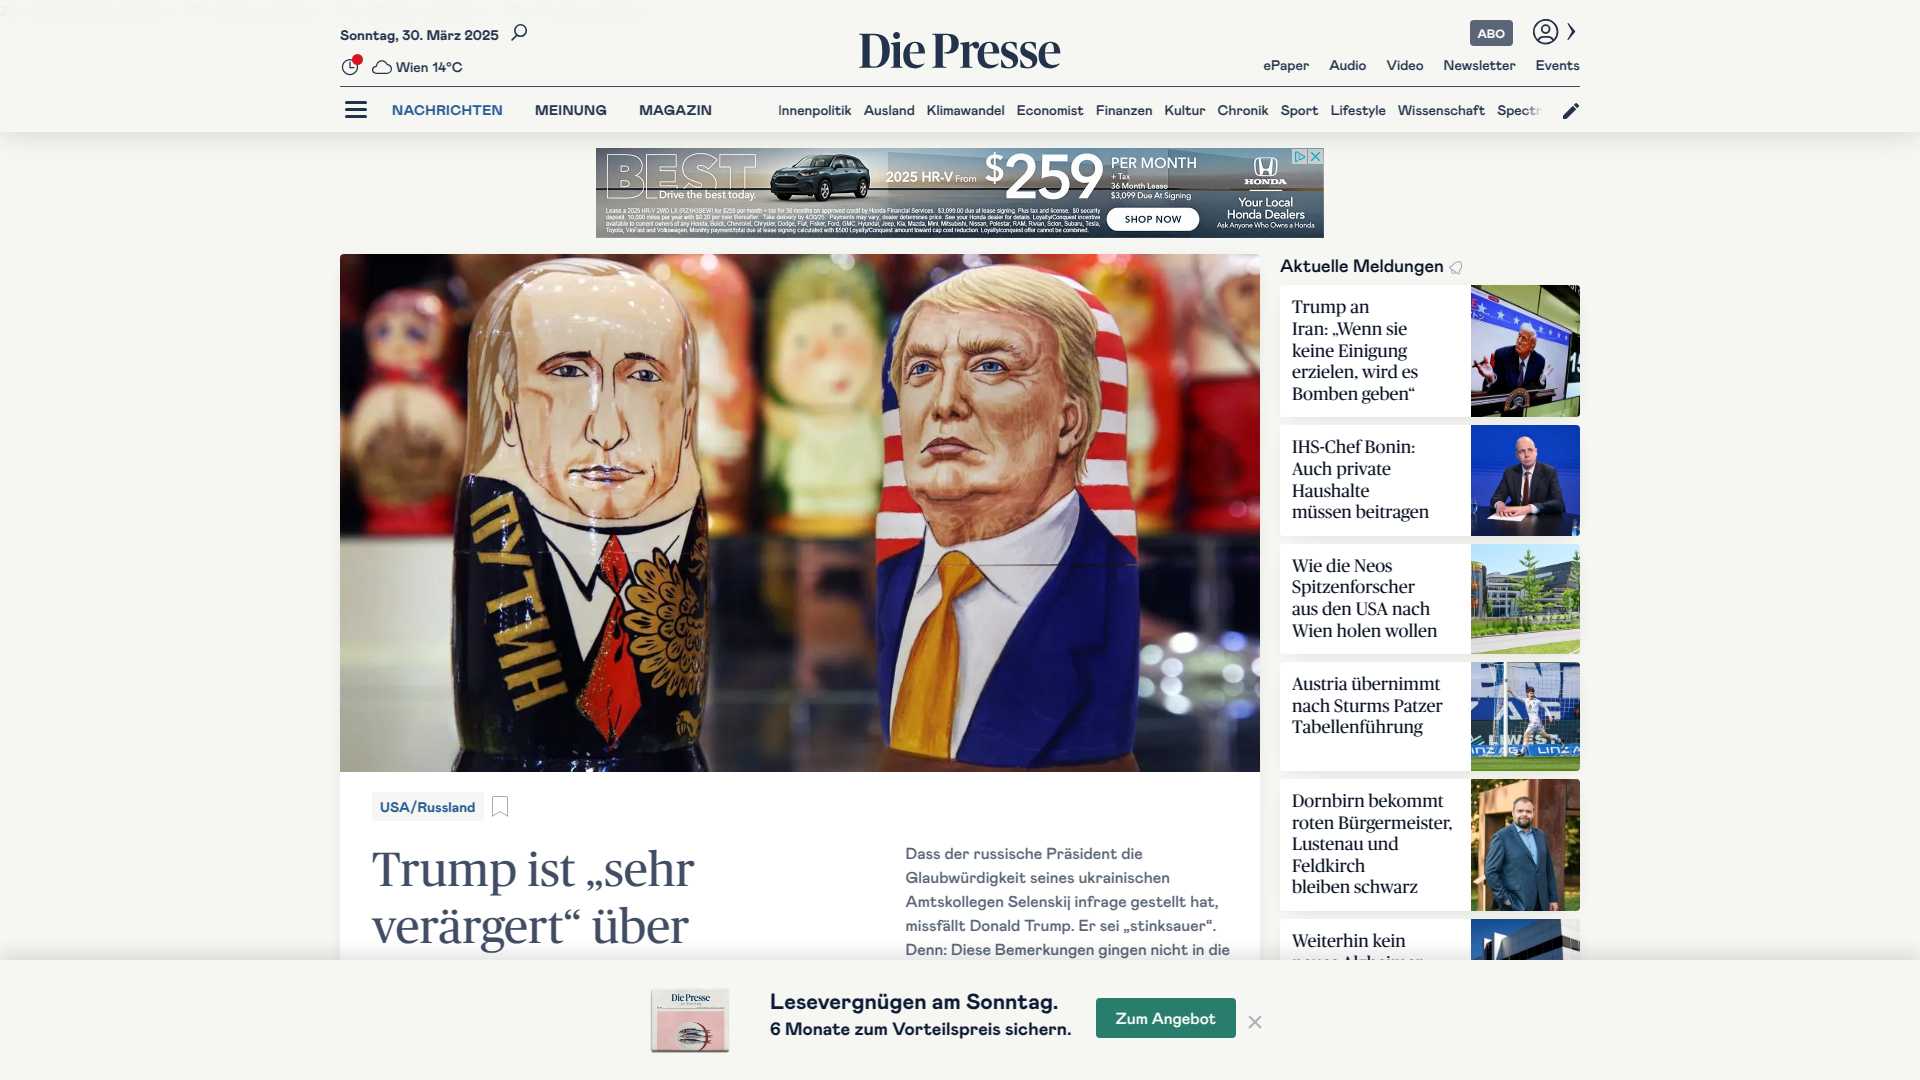 Sonntag, 30. März 2025
Wien 14°C
Die Presse
ABO
ePaper Audio Video Newsletter Events
NACHRICHTEN MEINUNG MAGAZIN
Innenpolitik Ausland Klimawandel Economist Finanzen Kultur Chronik Sport Lifestyle Wissenschaft Spectr
BEST
Drive the best today.
2025 HR-V From $259
PER MONTH
+ Tax
36 Month Lease
$3,099 Due At Signing
SHOP NOW
HONDA
Your Local
Honda Dealers
Ask Anyone Who Owns a Honda
ПУТИН
USA/Russland
Trump ist „sehr
verärgert“ über
Dass der russische Präsident die
Glaubwürdigkeit seines ukrainischen
Amtskollegen Selenskij infrage gestellt hat,
missfällt Donald Trump. Er sei „stinksauer“.
Denn: Diese Bemerkungen gingen nicht in die
Aktuelle Meldungen
Trump an
Iran: „Wenn sie
keine Einigung
erzielen, wird es
Bomben geben“
IHS-Chef Bonin:
Auch private
Haushalte
müssen beitragen
Wie die Neos
Spitzenforscher
aus den USA nach
Wien holen wollen
Austria übernimmt
nach Sturms Patzer
Tabellenführung
LIWEST
LINZ AG
Dornbirn bekommt
roten Bürgermeister,
Lustenau und
Feldkirch
bleiben schwarz
Weiterhin kein
Die Presse
Lesevergnügen am Sonntag.
6 Monate zum Vorteilspreis sichern.
Zum Angebot